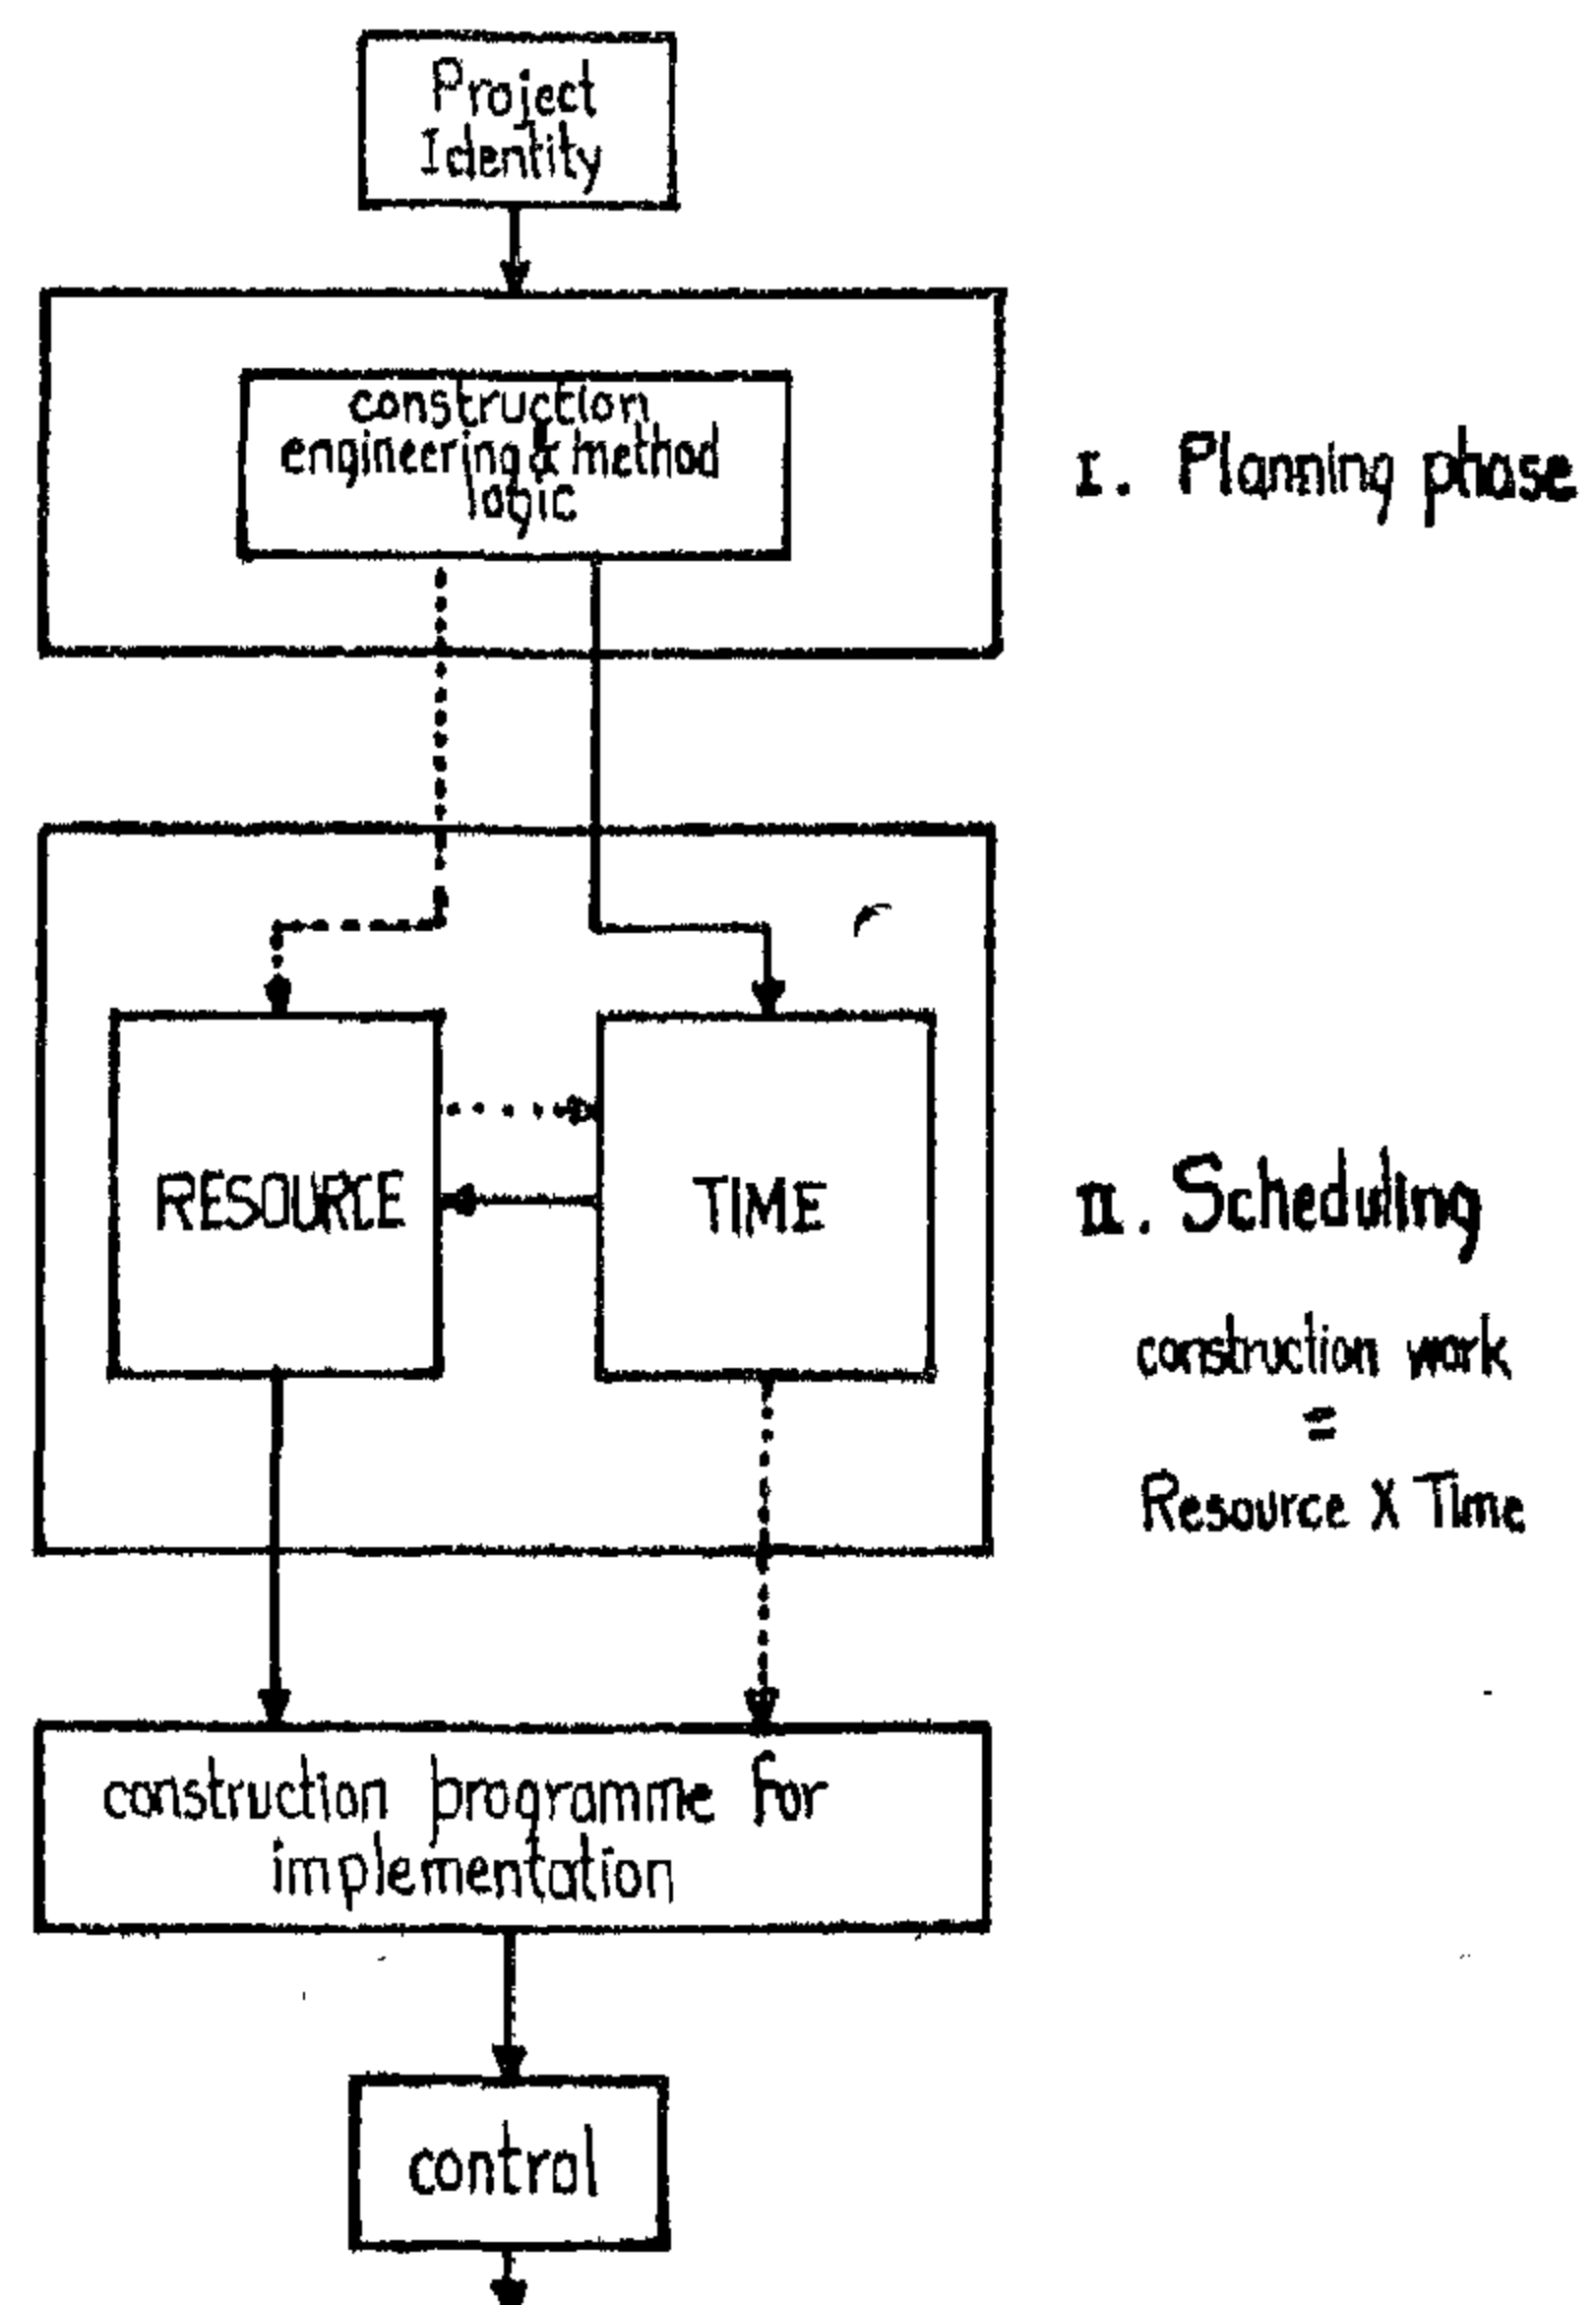 Project
Identity
construction
engineering & method
logic
I. Planning phase
RESOURCE
TIME
II. Scheduling
construction work
=
Resource X Time
construction programme for
implementation
control